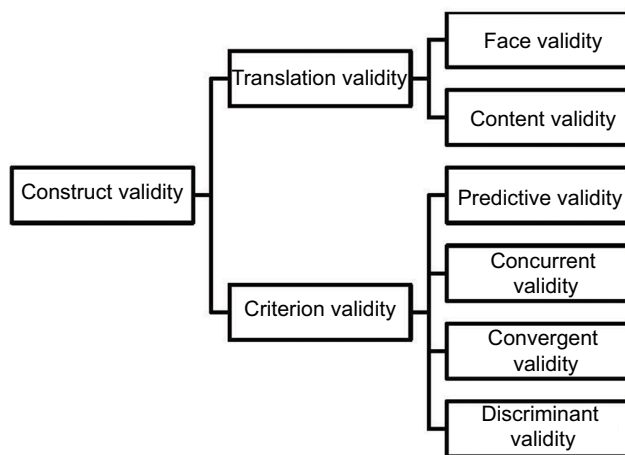 Construct validity
Translation validity
Face validity
Content validity
Criterion validity
Predictive validity
Concurrent
validity
Convergent
validity
Discriminant
validity